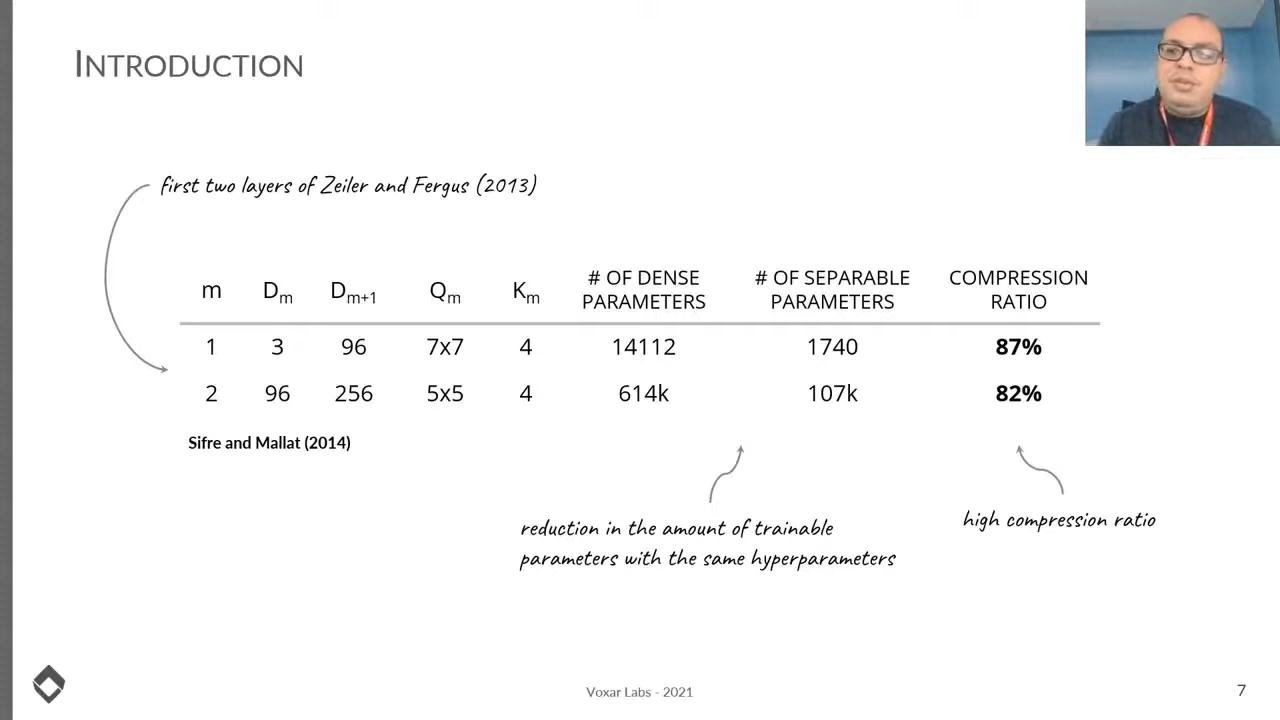 INTRODUCTION
first two layers of Zeiler and Fergus (2013)
m Dm Dm+1 Qm Km # OF DENSE PARAMETERS # OF SEPARABLE PARAMETERS COMPRESSION RATIO
1 3 96 7x7 4 14112 1740 87%
2 96 256 5x5 4 614k 107k 82%
Sifre and Mallat (2014)
reduction in the amount of trainable
parameters with the same hyperparameters
high compression ratio
Voxar Labs - 2021
7